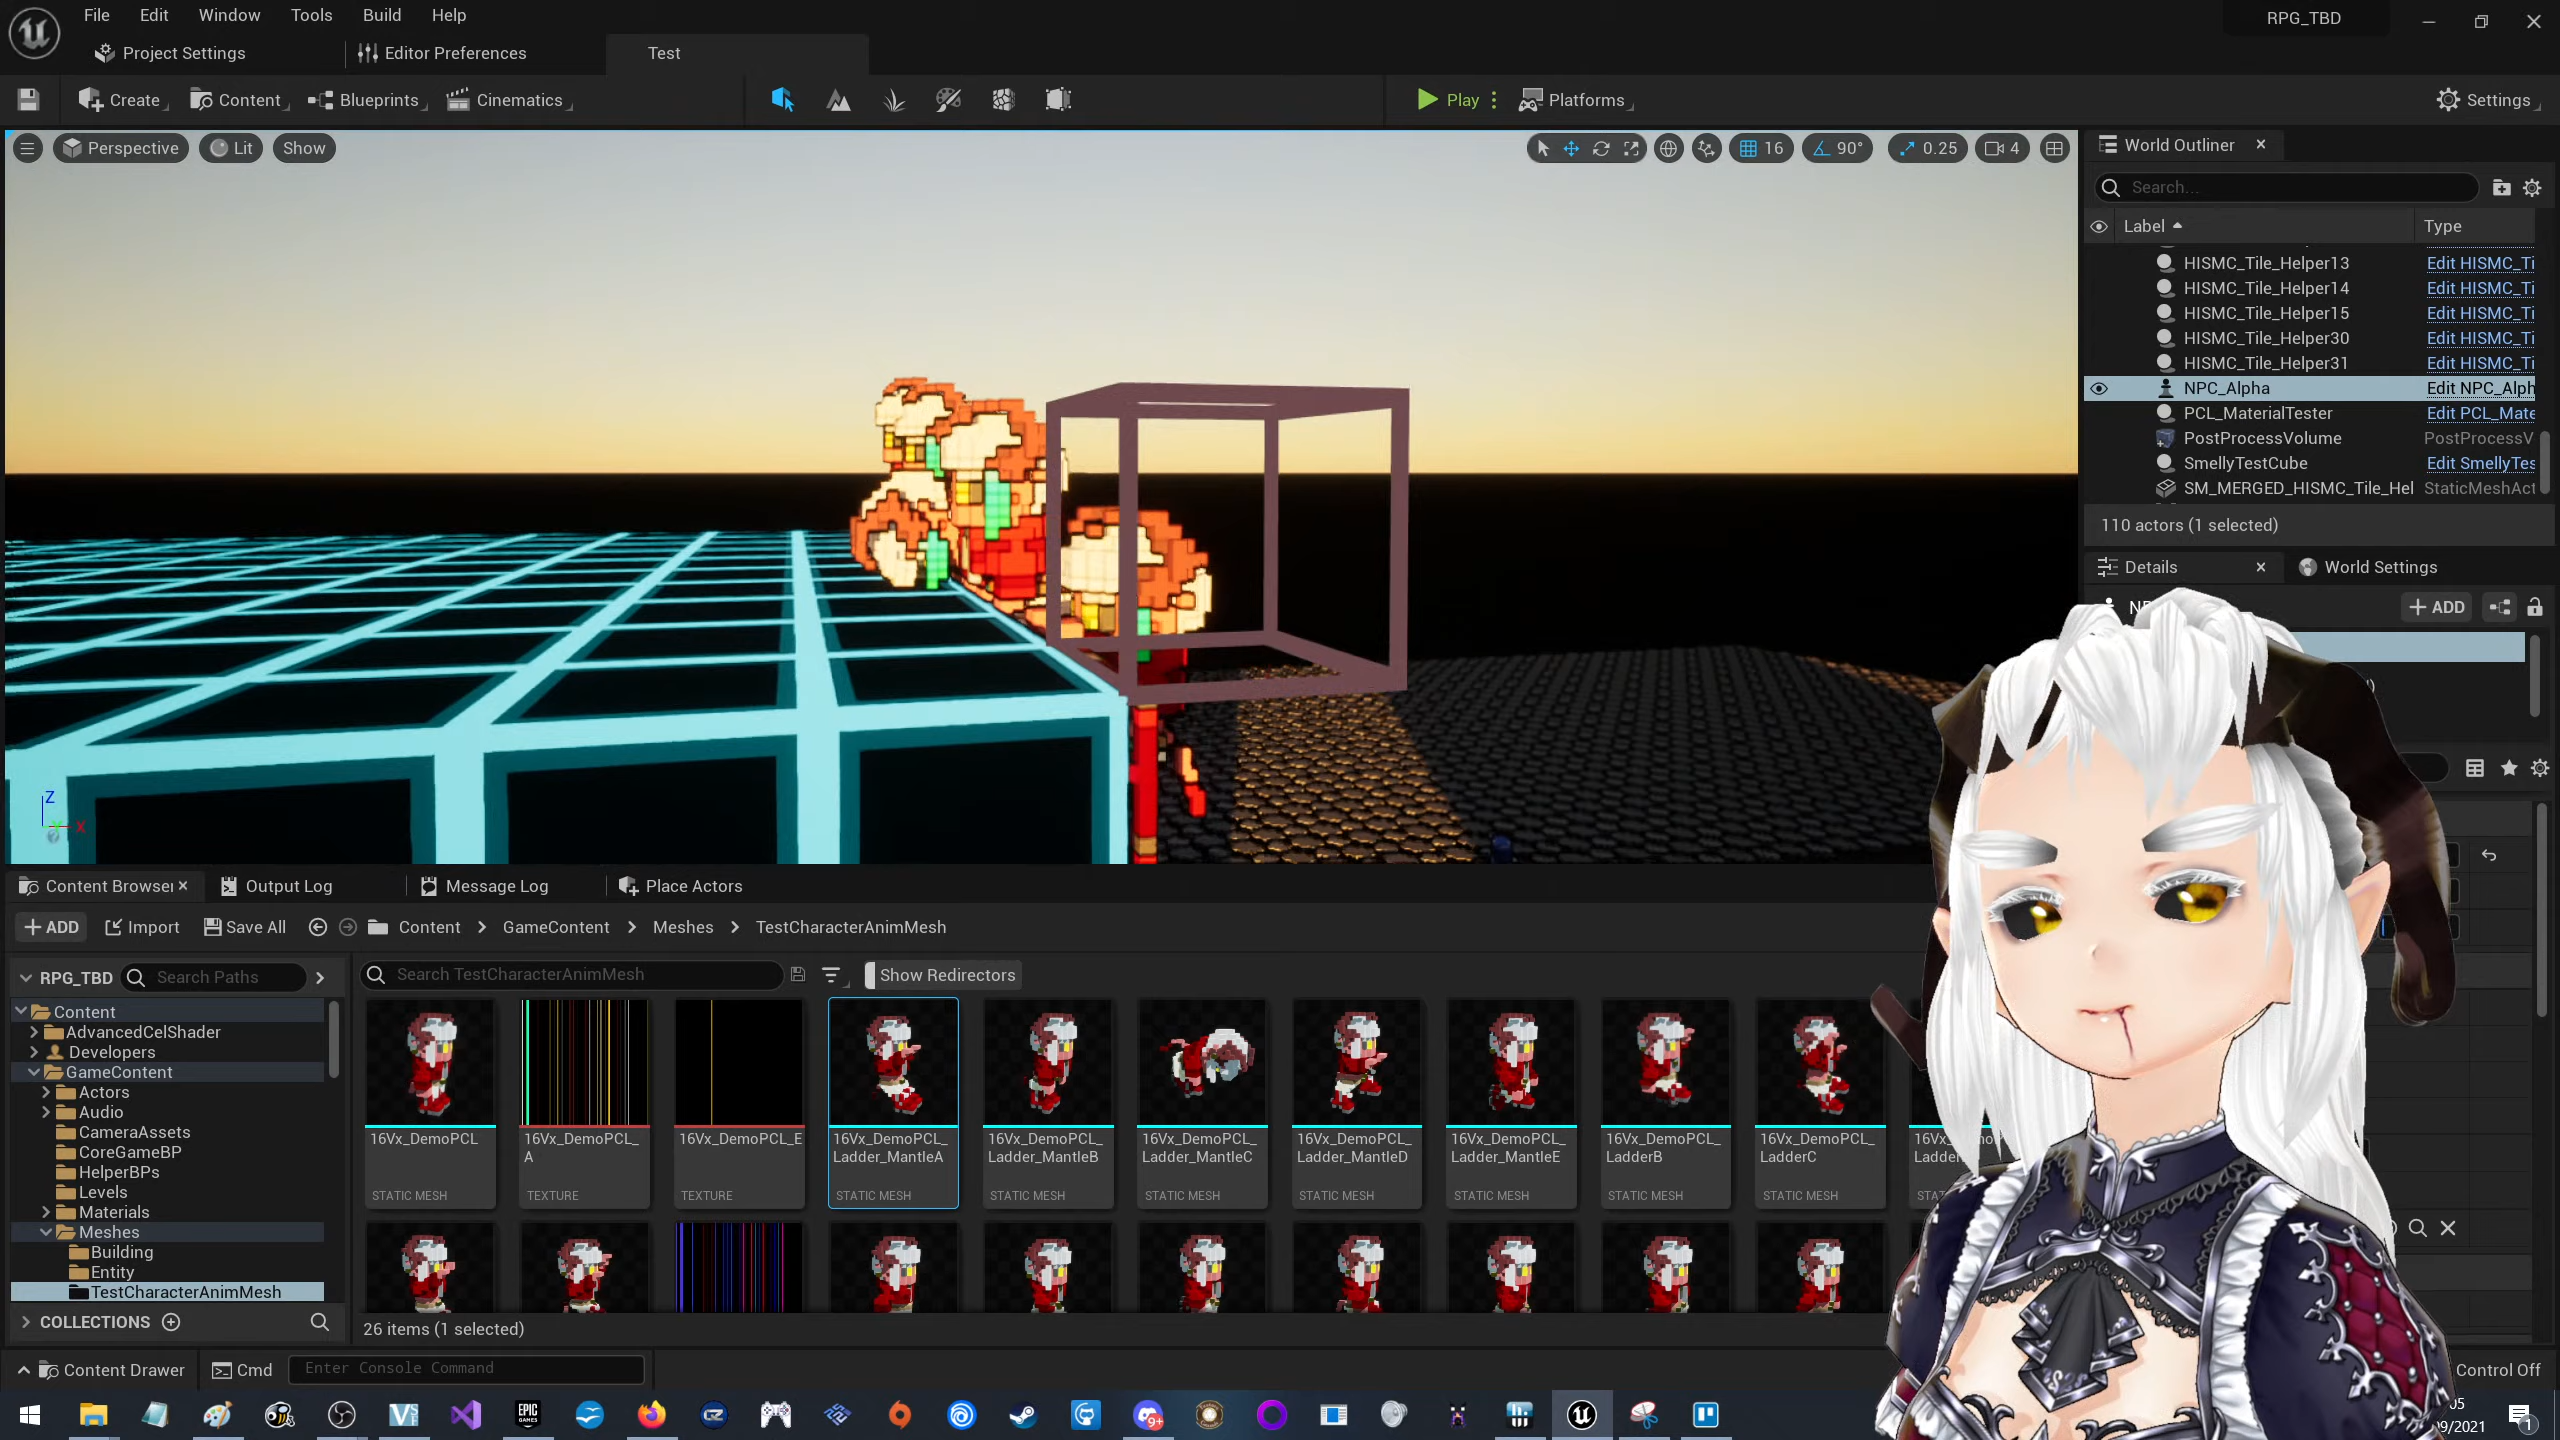 File Edit Window Tools Build Help
RPG_TBD
Project Settings Editor Preferences Test
Create Content Blueprints Cinematics Play Platforms Settings
Perspective Lit Show 16 90° 0.25 4
World Outliner
Search...
Label Type
HISMC_Tile_Helper13 Edit HISMC_Ti
HISMC_Tile_Helper14 Edit HISMC_Ti
HISMC_Tile_Helper15 Edit HISMC_Ti
HISMC_Tile_Helper30 Edit HISMC_Ti
HISMC_Tile_Helper31 Edit HISMC_Ti
NPC_Alpha Edit NPC_Alph
PCL_MaterialTester Edit PCL_Mate
PostProcessVolume PostProcessV
SmellyTestCube Edit SmellyTes
SM_MERGED_HISMC_Tile_Hel StaticMeshAct
110 actors (1 selected)
Details World Settings
ADD
Z
X
Content Browser Output Log Message Log Place Actors
ADD Import Save All Content GameContent Meshes TestCharacterAnimMesh
RPG_TBD Search Paths Search TestCharacterAnimMesh Show Redirectors
Content
AdvancedCelShader
Developers
GameContent
Actors
Audio
CameraAssets
CoreGameBP
HelperBPs
Levels
Materials
Meshes
Building
Entity
TestCharacterAnimMesh
COLLECTIONS
16Vx_DemoPCL
STATIC MESH
16Vx_DemoPCL_
A
TEXTURE
16Vx_DemoPCL_E
TEXTURE
16Vx_DemoPCL_
Ladder_MantleA
STATIC MESH
16Vx_DemoPCL_
Ladder_MantleB
STATIC MESH
16Vx_DemoPCL_
Ladder_MantleC
STATIC MESH
16Vx_DemoPCL_
Ladder_MantleD
STATIC MESH
16Vx_DemoPCL_
Ladder_MantleE
STATIC MESH
16Vx_DemoPCL_
LadderB
STATIC MESH
16Vx_DemoPCL_
LadderC
STATIC MESH
26 items (1 selected)
Content Drawer Cmd Enter Console Command Control Off
9+
05
09/2021
1